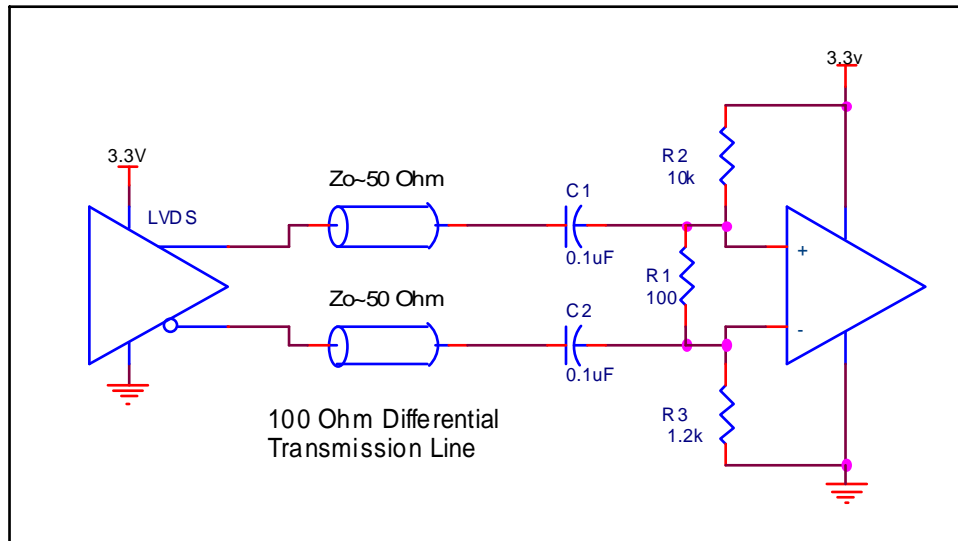 3.3V
LVDS
Zo~50 Ohm
Zo~50 Ohm
C1
0.1uF
C2
0.1uF
100 Ohm Differential
Transmission Line
R1
100
R2
10k
R3
1.2k
3.3v
+
-